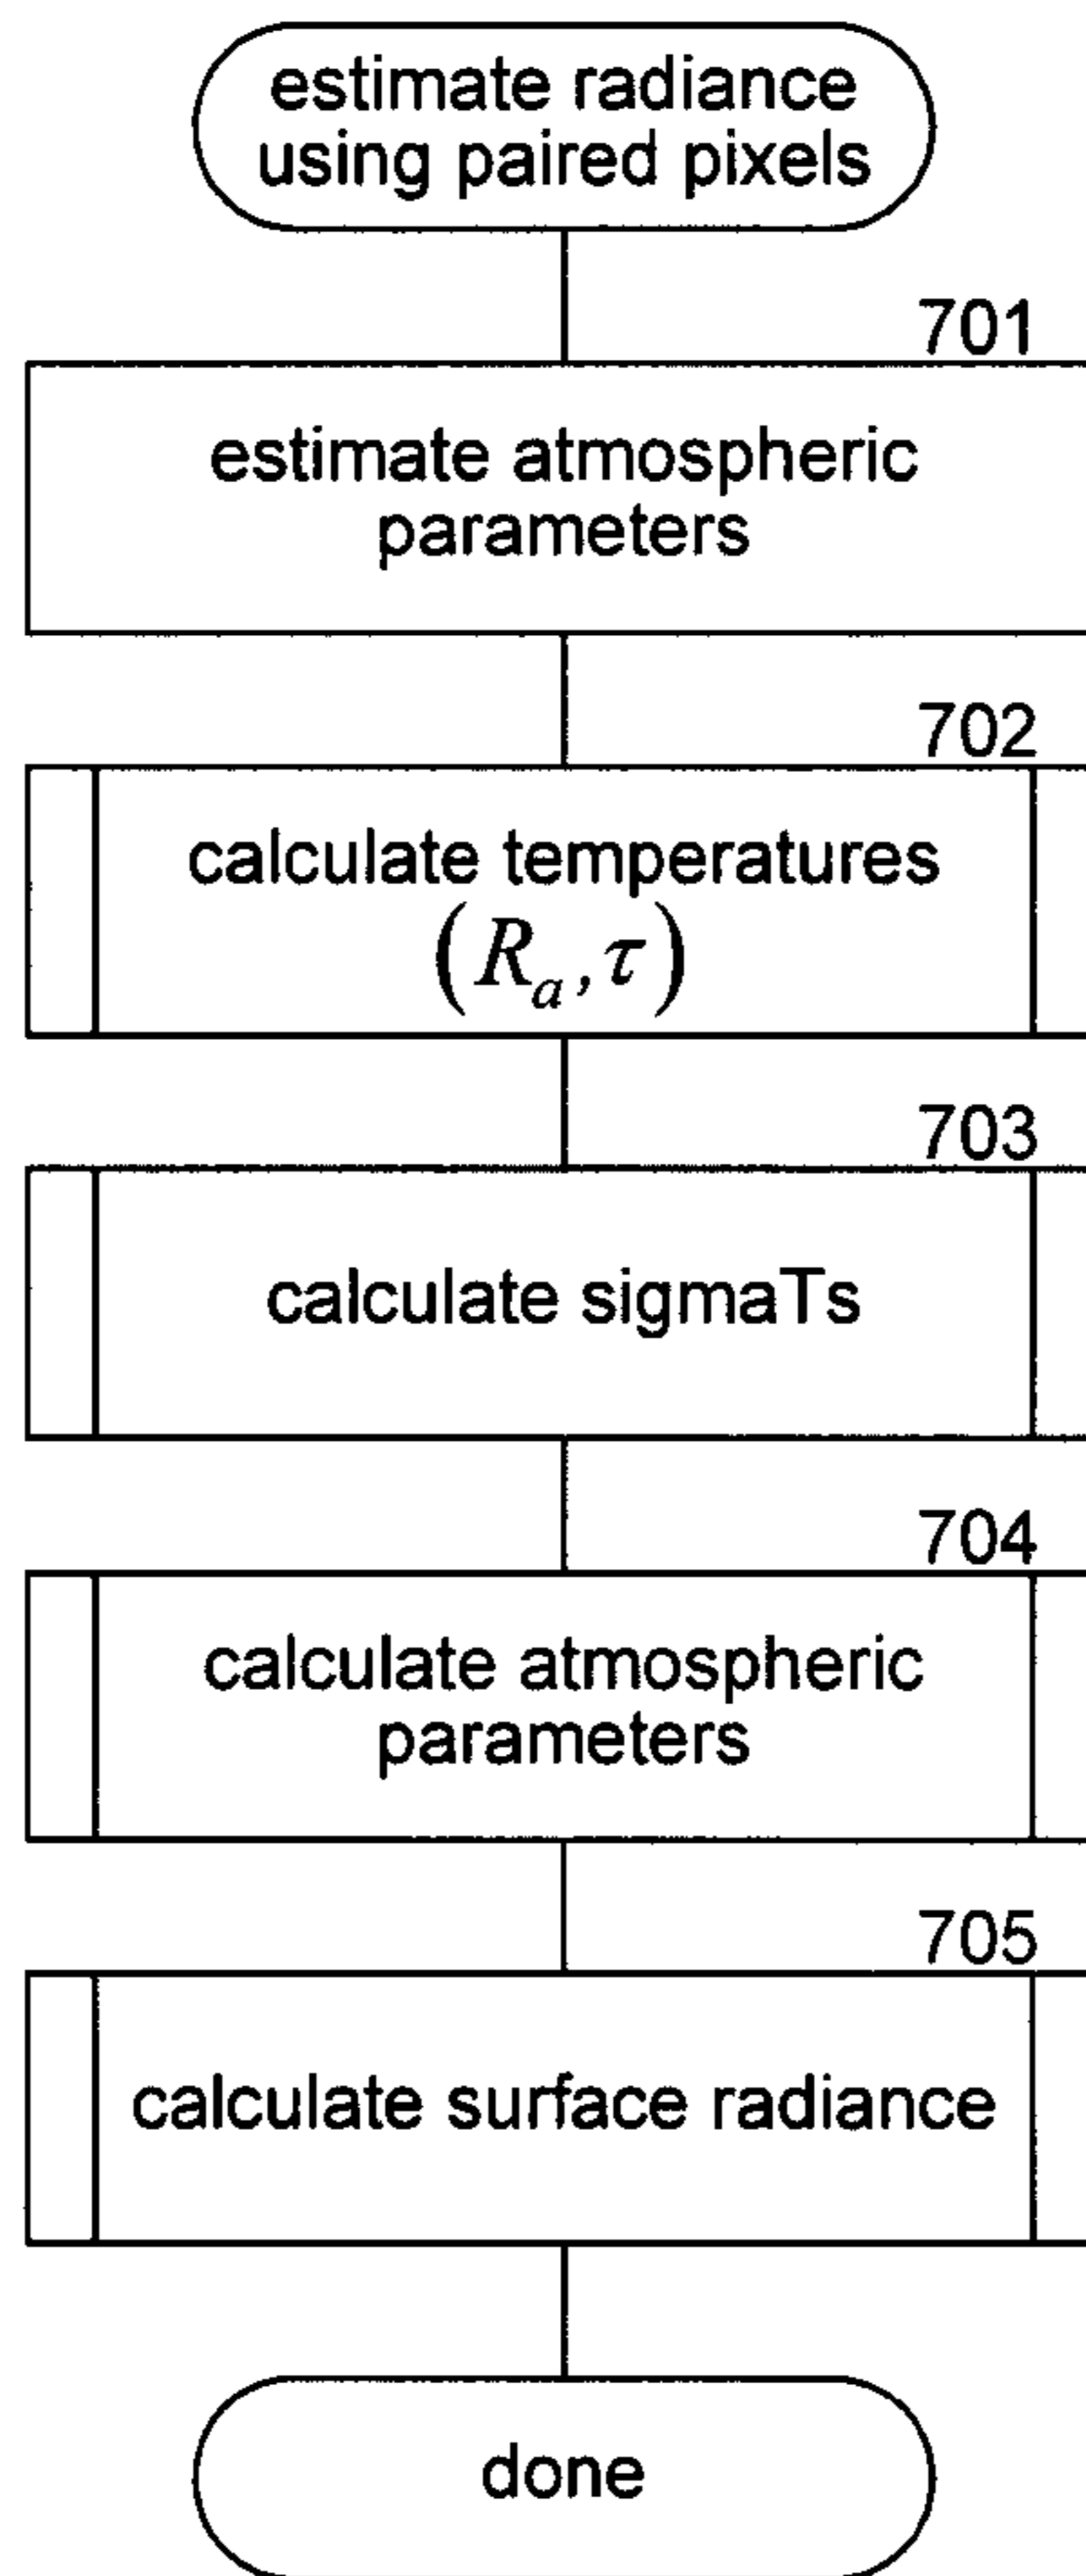 estimate radiance
using paired pixels
701
estimate atmospheric
parameters
702
calculate temperatures
(Rₐ, τ)
703
calculate sigmaTs
704
calculate atmospheric
parameters
705
calculate surface radiance
done